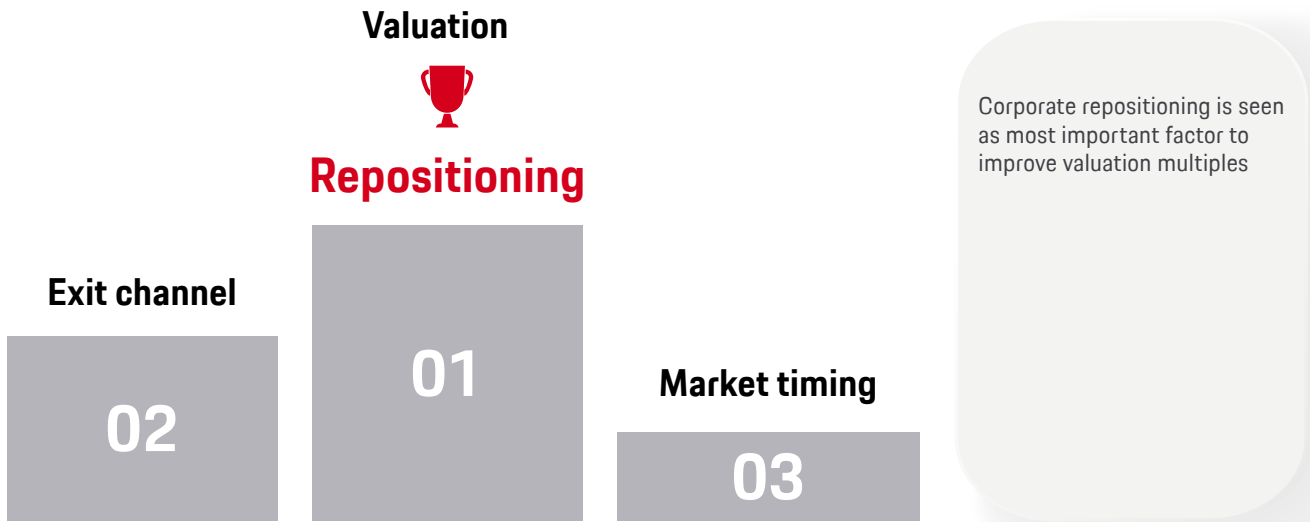 Valuation
Repositioning
01
Exit channel
02
Market timing
03
Corporate repositioning is seen
as most important factor to
improve valuation multiples